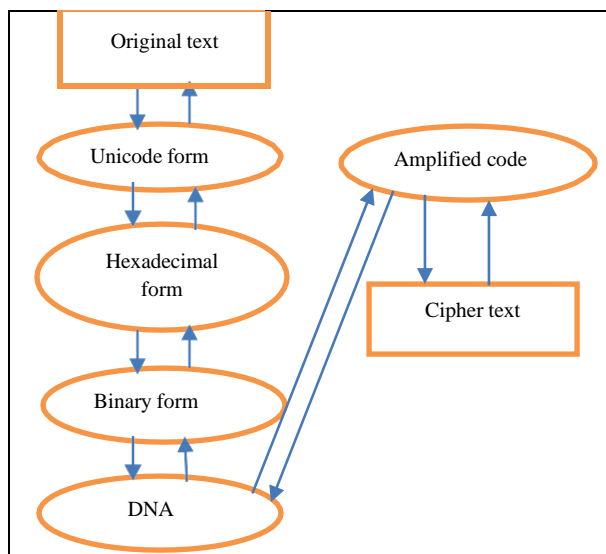 Original text
Unicode form
Hexadecimal
form
Binary form
DNA
Amplified code
Cipher text